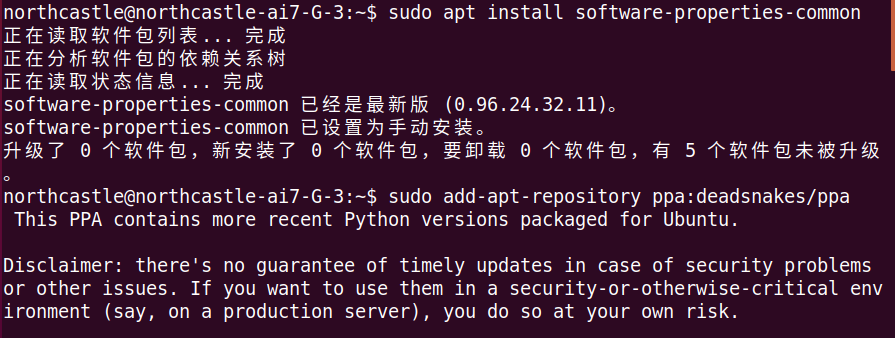 northcastle@northcastle-ai7-G-3:~$ sudo apt install software-properties-common
正在读取软件包列表... 完成
正在分析软件包的依赖关系树
正在读取状态信息... 完成
software-properties-common 已经是最新版 (0.96.24.32.11)。
software-properties-common 已设置为手动安装。
升级了 0 个软件包，新安装了 0 个软件包，要卸载 0 个软件包，有 5 个软件包未被升级
。
northcastle@northcastle-ai7-G-3:~$ sudo add-apt-repository ppa:deadsnakes/ppa
This PPA contains more recent Python versions packaged for Ubuntu.
Disclaimer: there's no guarantee of timely updates in case of security problems
or other issues. If you want to use them in a security-or-otherwise-critical env
ironment (say, on a production server), you do so at your own risk.